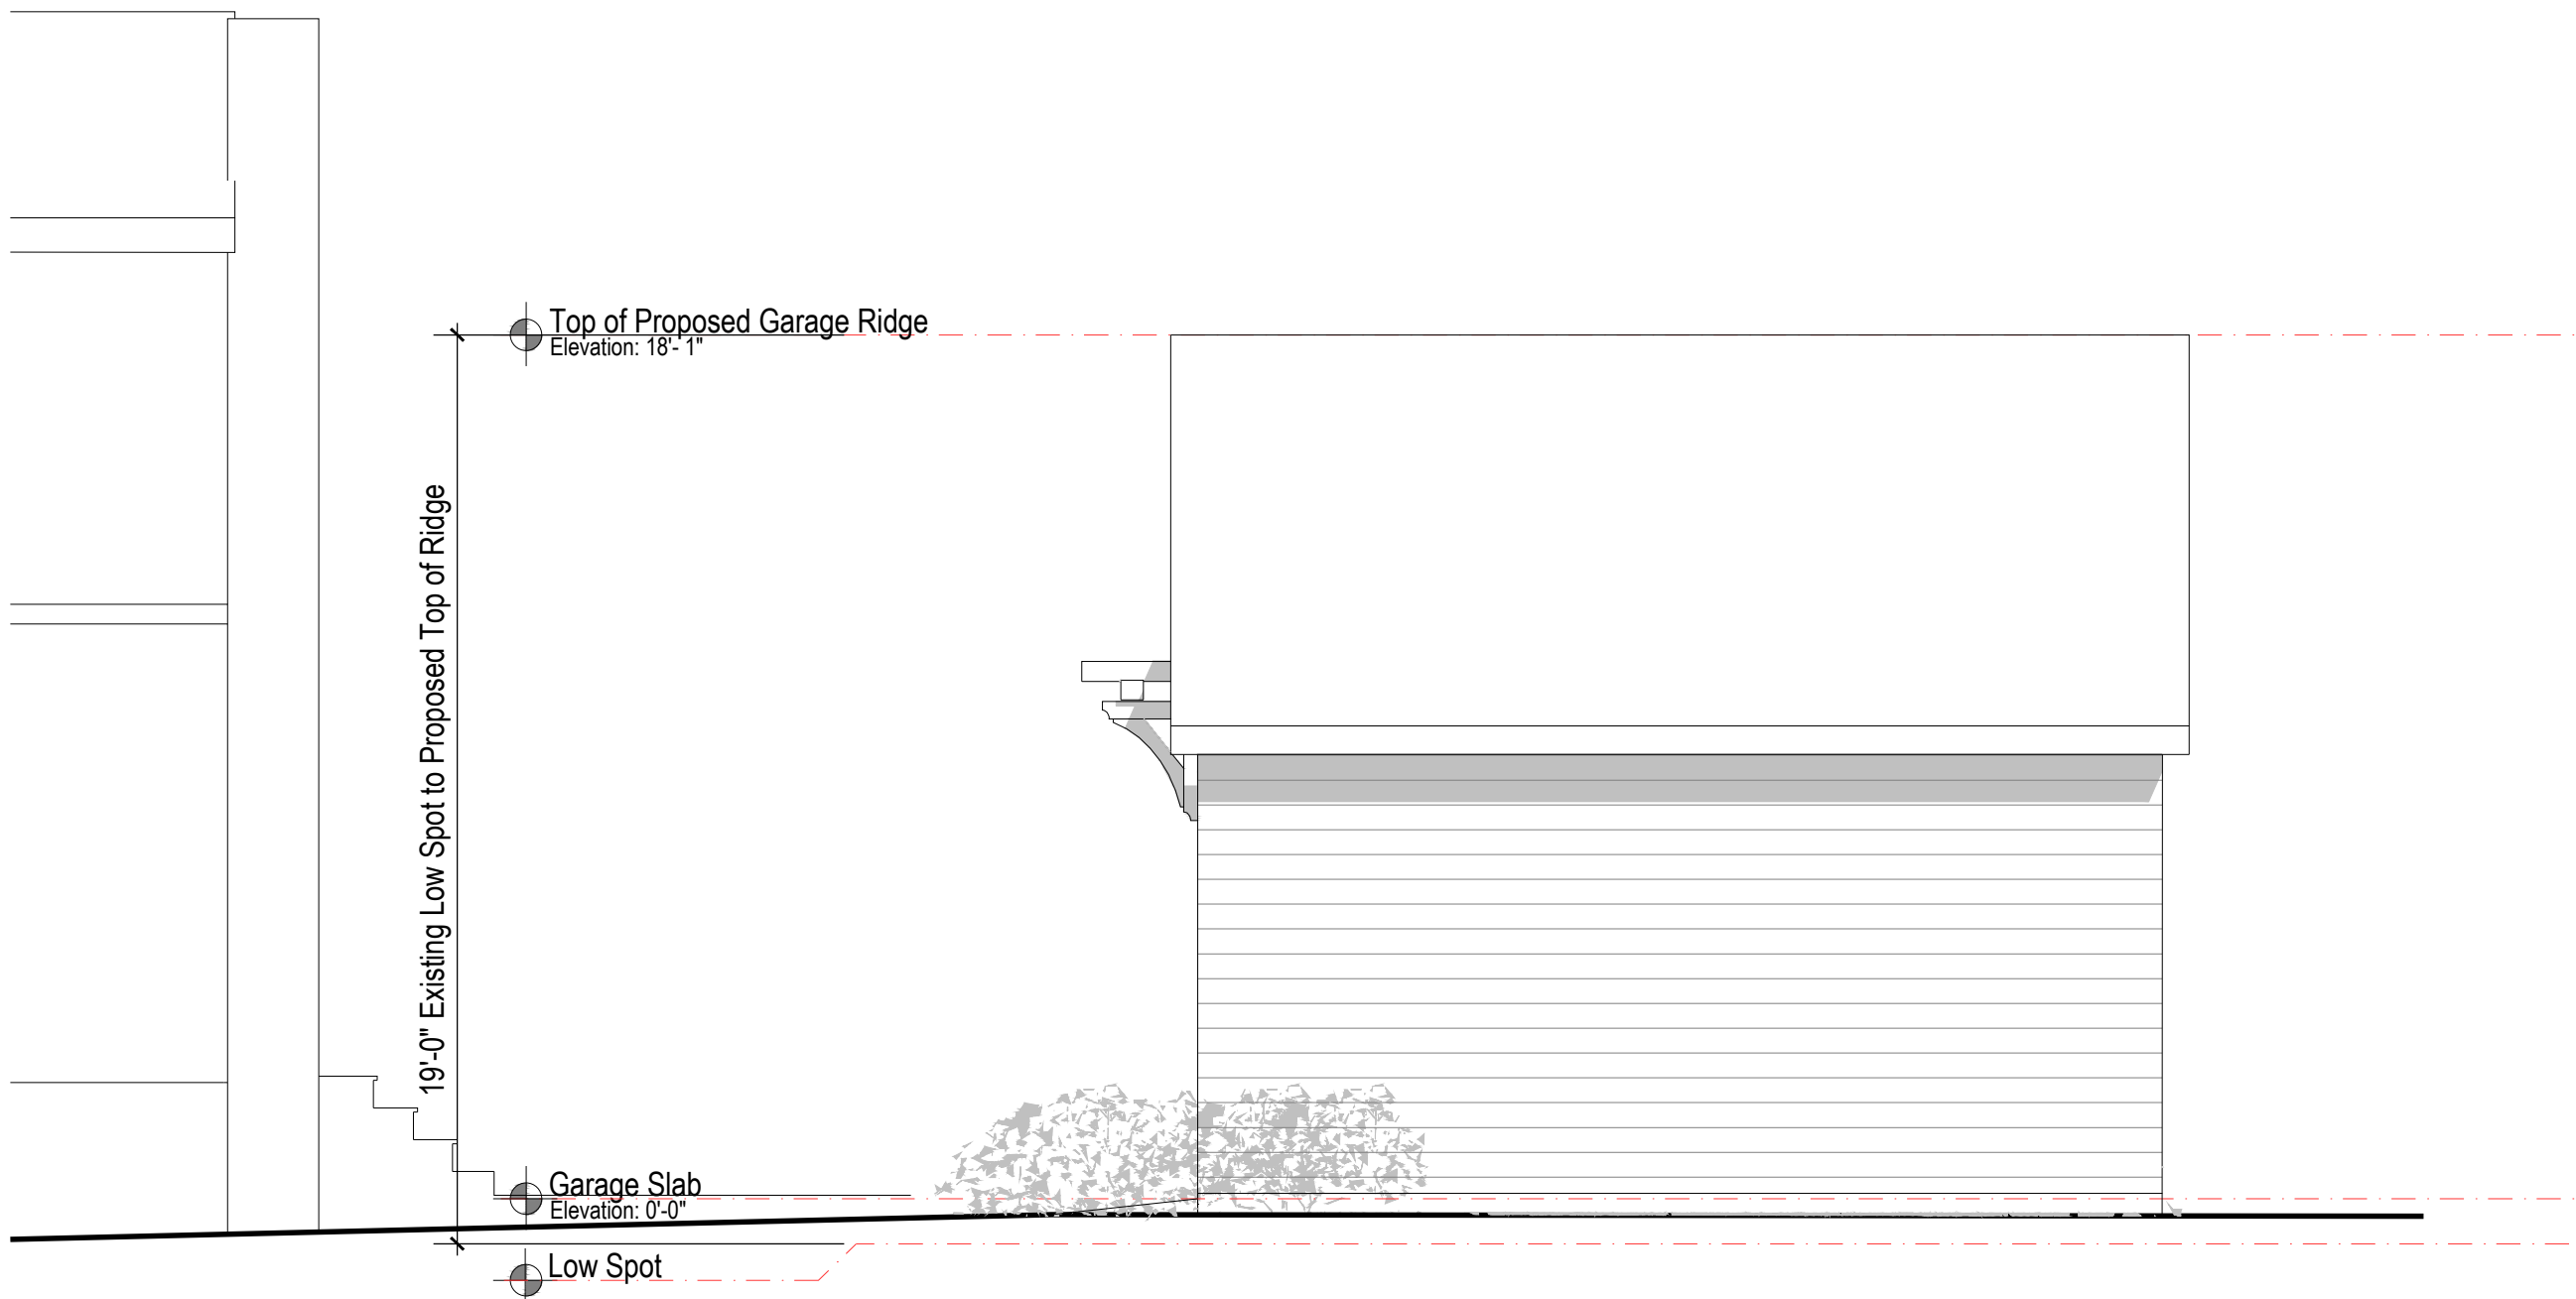 Top of Proposed Garage Ridge
Elevation: 18'- 1"
19'-0" Existing Low Spot to Proposed Top of Ridge
Garage Slab
Elevation: 0'-0"
Low Spot